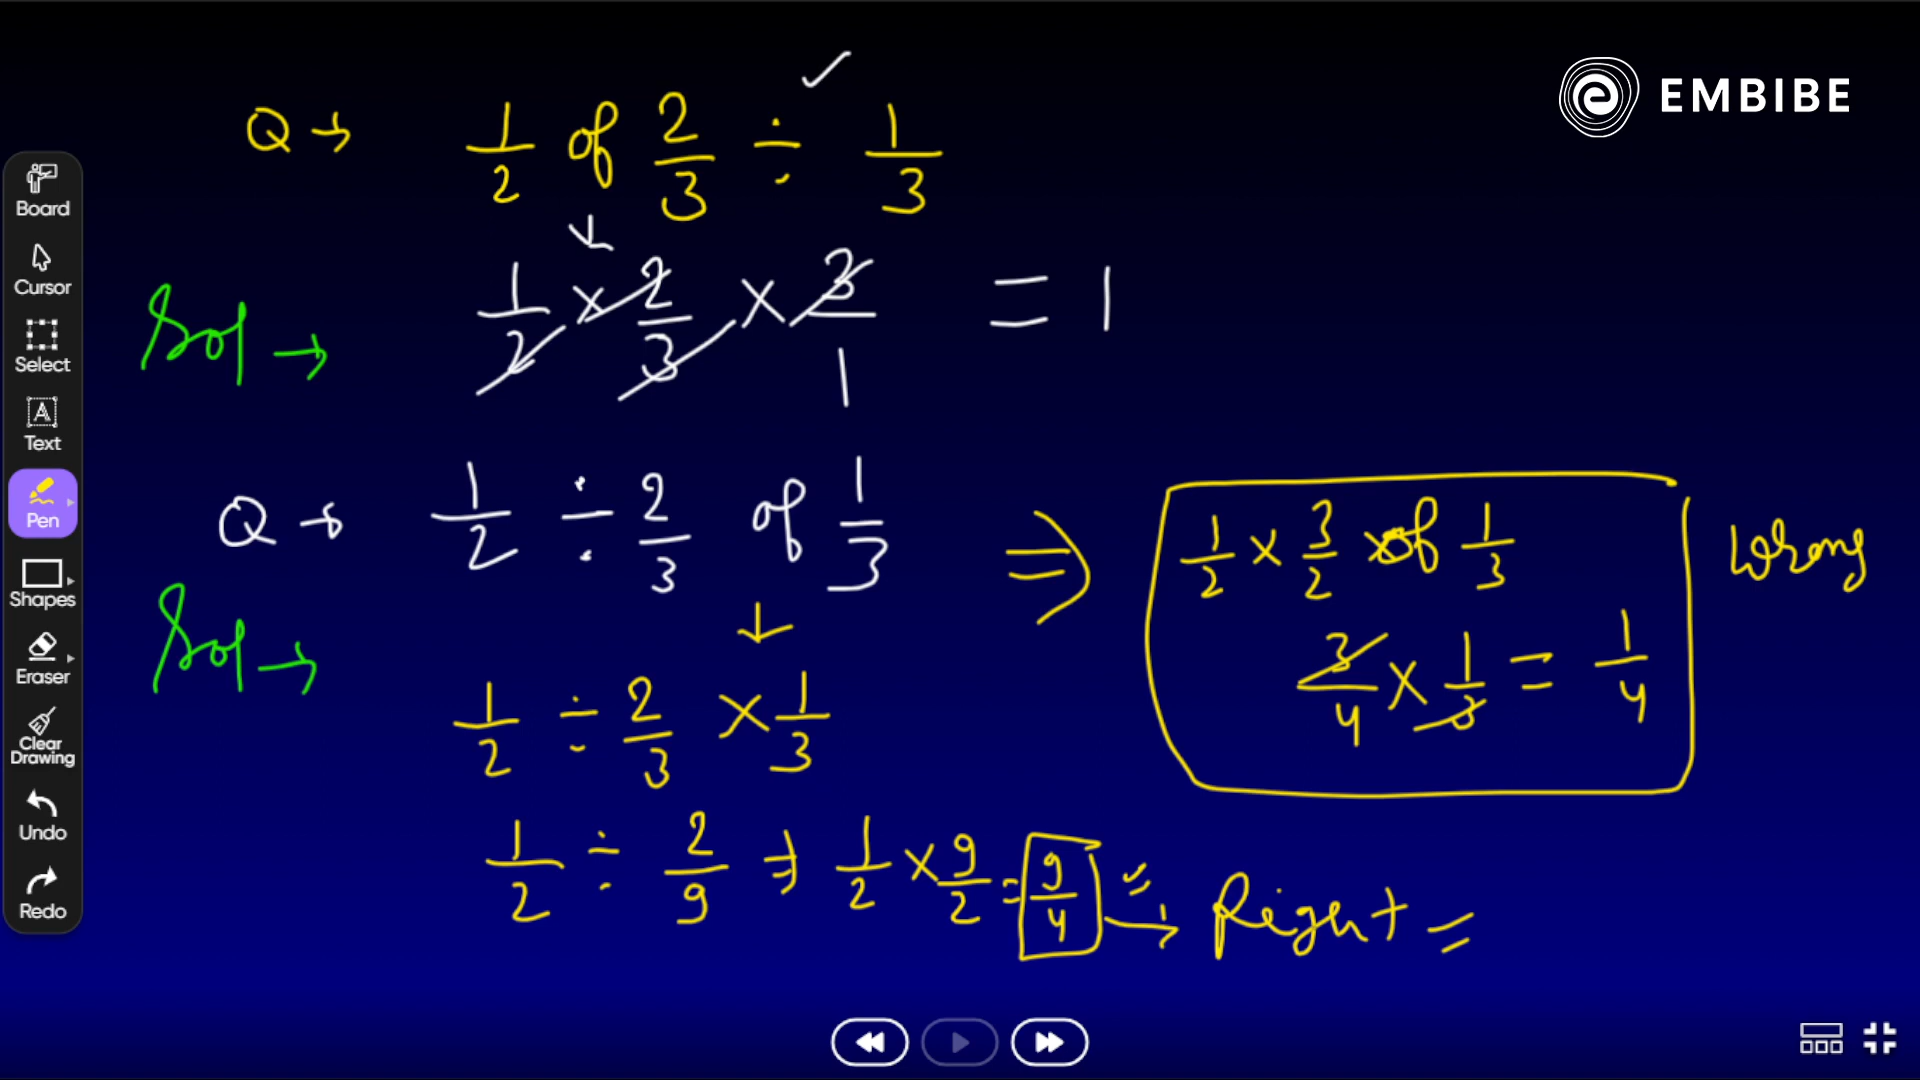 EMBIBE
Q → 1/2 of 2/3 ÷ 1/3
Sol → 1/2 × 2/3 × 3/1 = 1
Q → 1/2 ÷ 2/3 of 1/3 ⇒
Sol →
1/2 ÷ 2/3 × 1/3
1/2 ÷ 2/9 ⇒ 1/2 × 9/2 = 9/4 → Right =
1/2 × 3/2 of 1/3
3/4 × 1/3 = 1/4
Wrong
Board
Cursor
Select
Text
Pen
Shapes
Eraser
Clear
Drawing
Undo
Redo